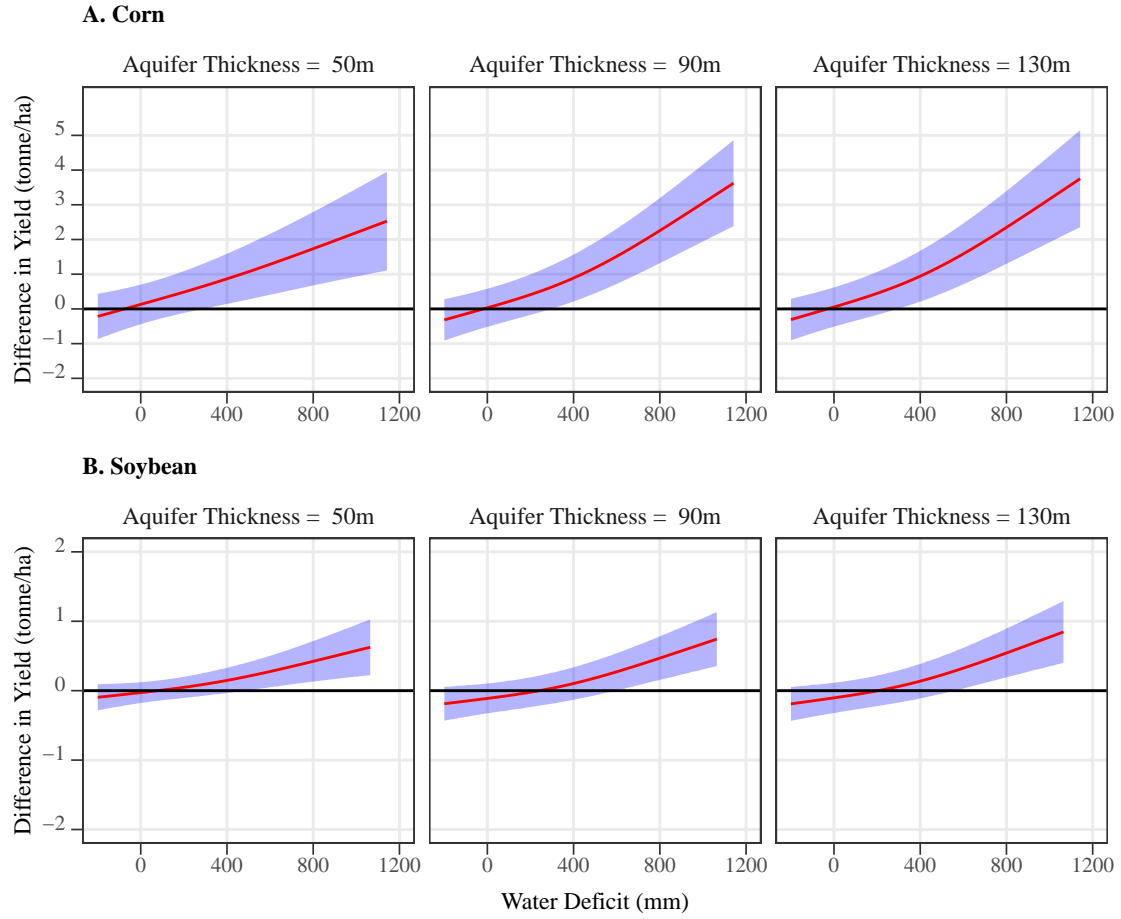 A. Corn
Aquifer Thickness =  50m
Aquifer Thickness =  90m
Aquifer Thickness = 130m
Difference in Yield (tonne/ha)
5
4
3
2
1
0
−1
−2
0 400 800 1200
0 400 800 1200
0 400 800 1200
B. Soybean
Aquifer Thickness =  50m
Aquifer Thickness =  90m
Aquifer Thickness = 130m
Difference in Yield (tonne/ha)
2
1
0
−1
−2
0 400 800 1200
0 400 800 1200
0 400 800 1200
Water Deficit (mm)